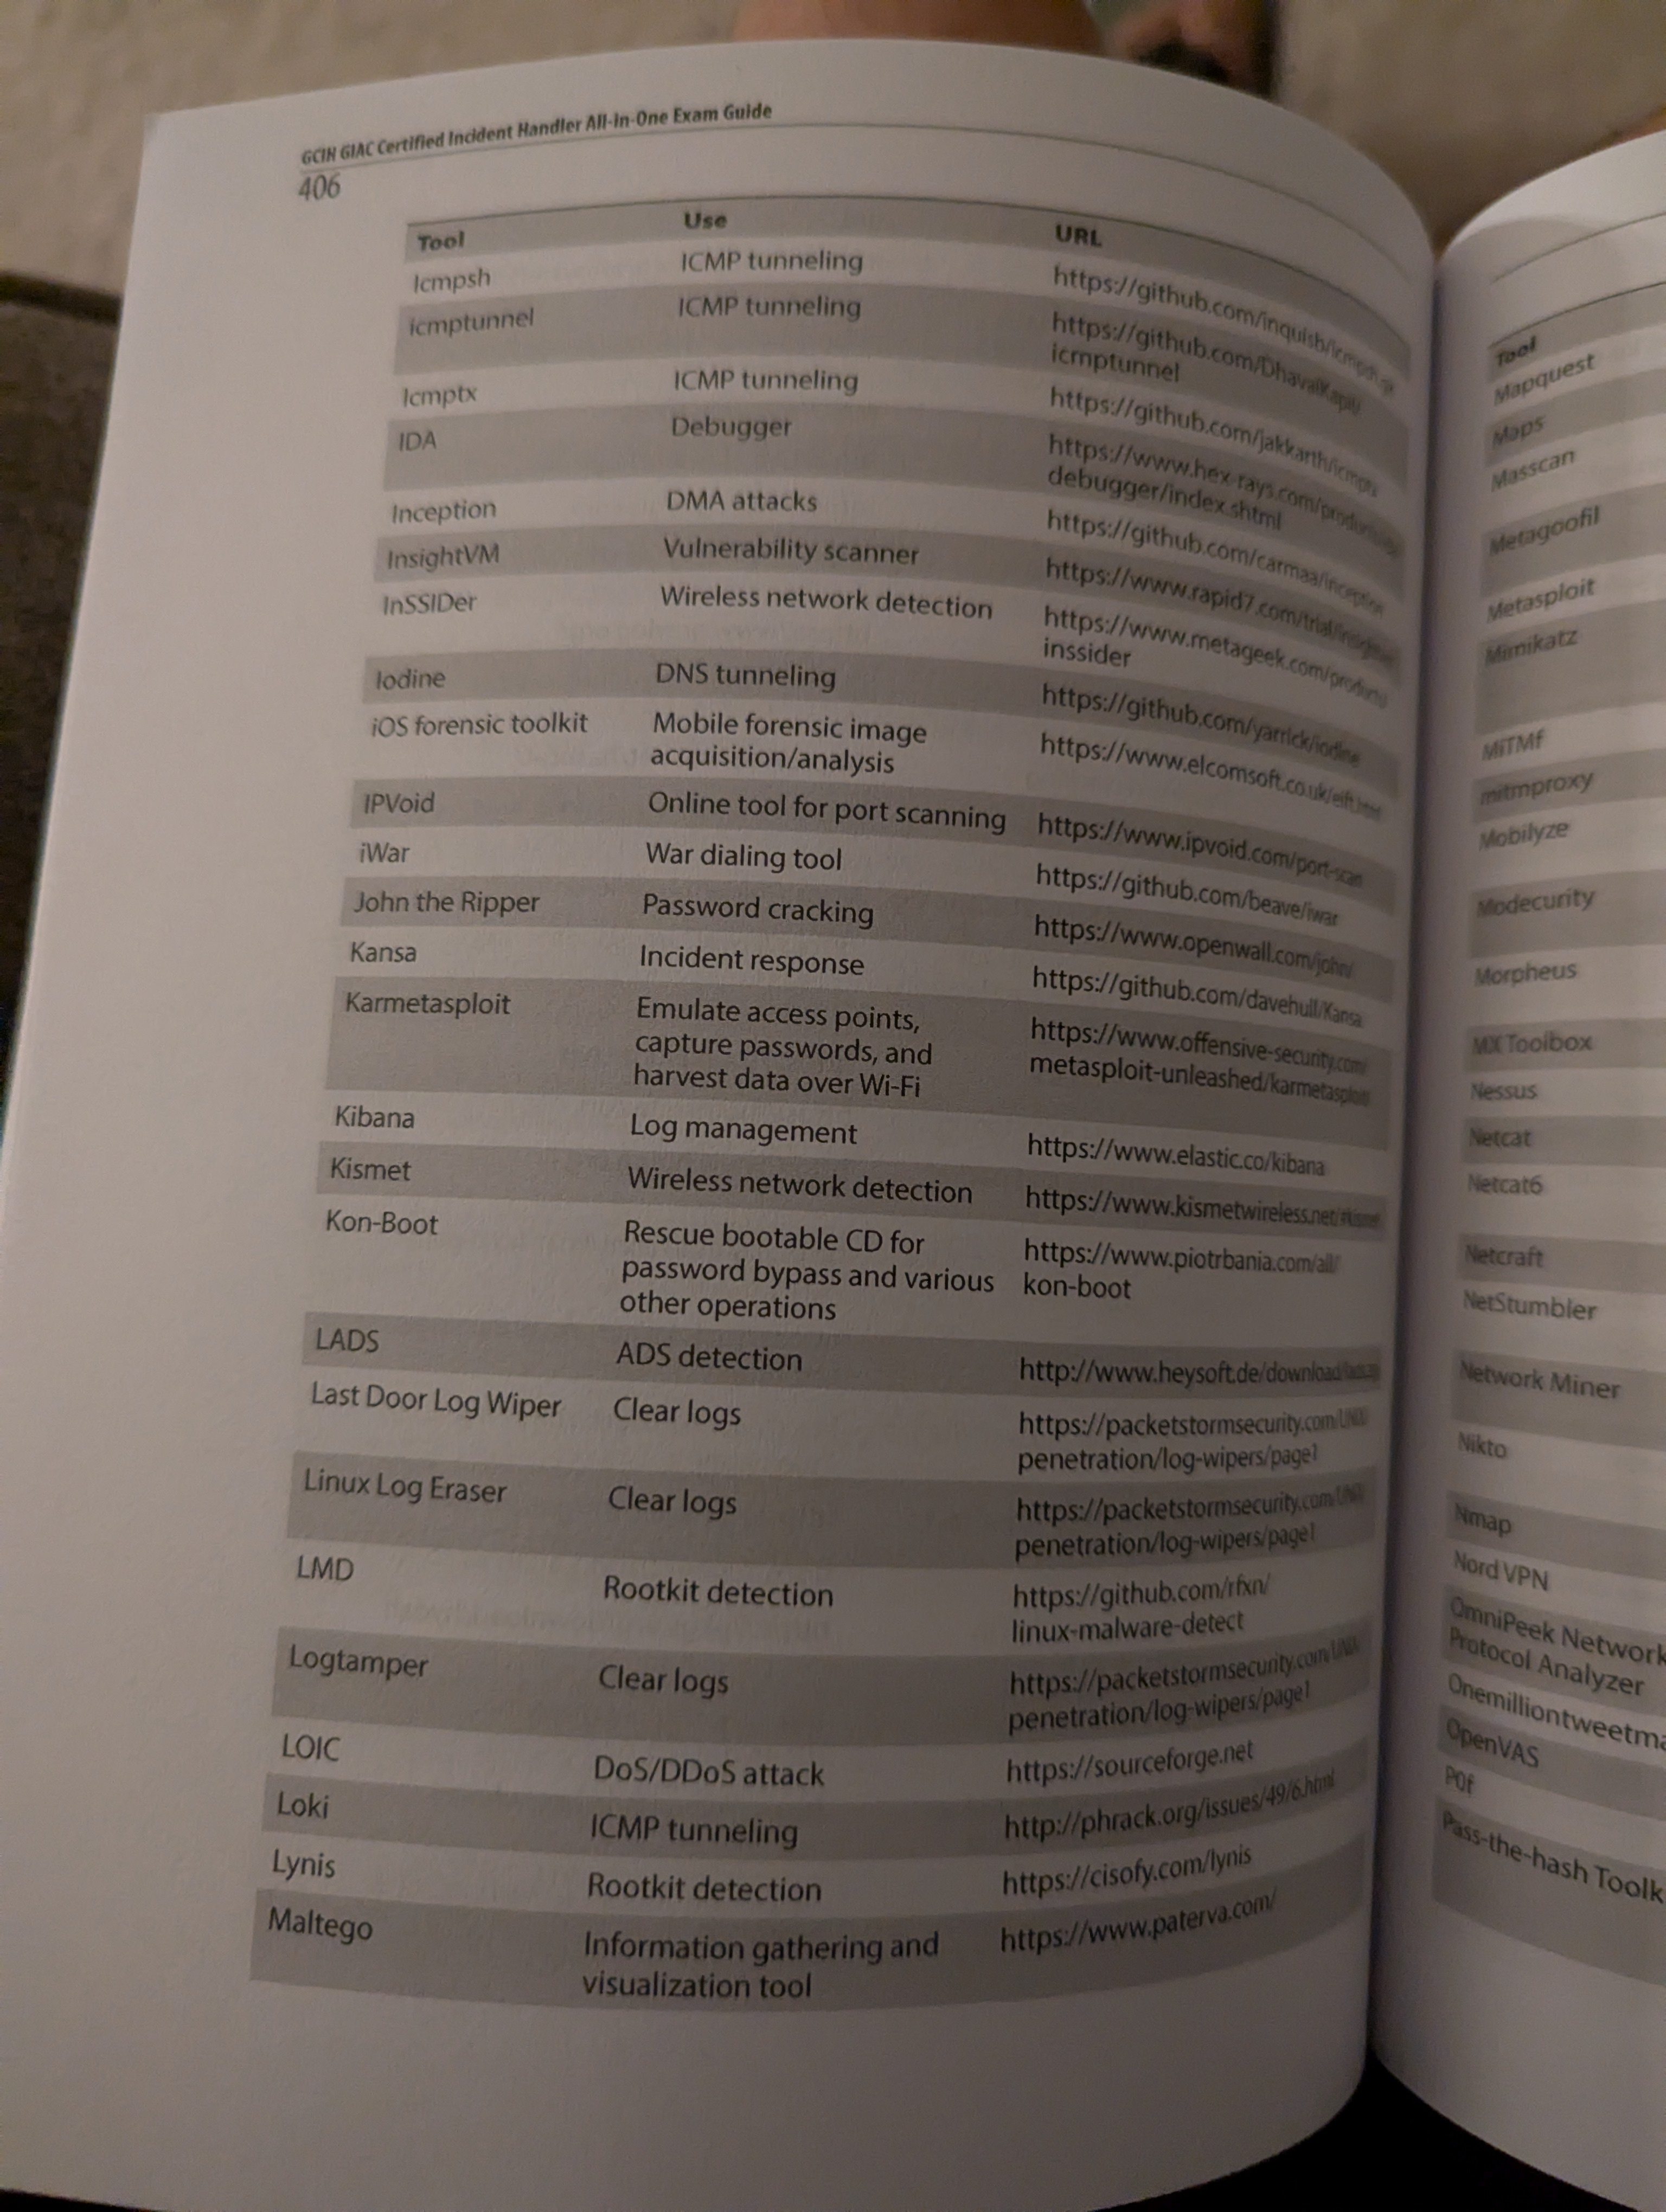 GCIH GIAC Certified Incident Handler All-in-One Exam Guide
406
Tool Use URL
Icmpsh ICMP tunneling https://github.com/inquisb/icmpsh
icmptunnel ICMP tunneling https://github.com/DhavalKapil/
icmptunnel
Icmptx ICMP tunneling https://github.com/jakkarth/icmptx
IDA Debugger https://www.hex-rays.com/products/ida/
debugger/index.shtml
Inception DMA attacks https://github.com/carmaa/inception
InsightVM Vulnerability scanner https://www.rapid7.com/trial/insightvm
InSSIDer Wireless network detection https://www.metageek.com/products/
inssider
Iodine DNS tunneling https://github.com/yarrick/iodine
iOS forensic toolkit Mobile forensic image https://www.elcomsoft.co.uk/eift.html
acquisition/analysis
IPVoid Online tool for port scanning https://www.ipvoid.com/port-scan
iWar War dialing tool https://github.com/beave/iwar
John the Ripper Password cracking https://www.openwall.com/john/
Kansa Incident response https://github.com/davehull/Kansa
Karmetasploit Emulate access points, https://www.offensive-security.com/
capture passwords, and metasploit-unleashed/karmetasploit
harvest data over Wi-Fi
Kibana Log management https://www.elastic.co/kibana
Kismet Wireless network detection https://www.kismetwireless.net/#kismet
Kon-Boot Rescue bootable CD for https://www.piotrbania.com/all/
password bypass and various kon-boot
other operations
LADS ADS detection http://www.heysoft.de/download/lads.zip
Last Door Log Wiper Clear logs https://packetstormsecurity.com/UNIX/
penetration/log-wipers/page1
Linux Log Eraser Clear logs https://packetstormsecurity.com/UNIX/
penetration/log-wipers/page1
LMD Rootkit detection https://github.com/rfxn/
linux-malware-detect
Logtamper Clear logs https://packetstormsecurity.com/UNIX/
penetration/log-wipers/page1
LOIC DoS/DDoS attack https://sourceforge.net
Loki ICMP tunneling http://phrack.org/issues/49/6.html
Lynis Rootkit detection https://cisofy.com/lynis
Maltego Information gathering and https://www.paterva.com/
visualization tool
Tool
Mapquest
Maps
Masscan
Metagoofil
Metasploit
Mimikatz
MiTMf
mitmproxy
Mobilyze
Modecurity
Morpheus
MX Toolbox
Nessus
Netcat
Netcat6
Netcraft
NetStumbler
Network Miner
Nikto
Nmap
Nord VPN
OmniPeek Network
Protocol Analyzer
Onemilliontweetma
OpenVAS
P0f
Pass-the-hash Toolk